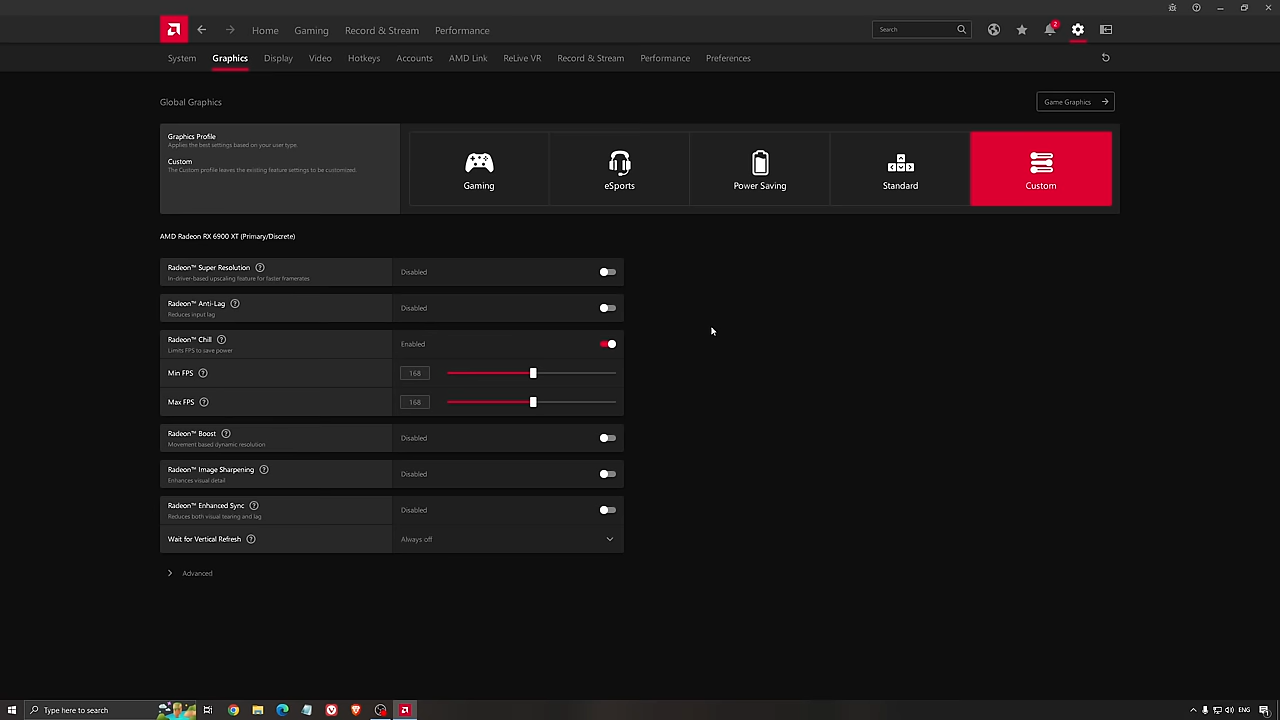 Home Gaming Record & Stream Performance
Search
2
System Graphics Display Video Hotkeys Accounts AMD Link ReLive VR Record & Stream Performance Preferences
Global Graphics
Game Graphics
Graphics Profile
Applies the best settings based on your user type.
Custom
The Custom profile leaves the existing feature settings to be customized.
Gaming eSports Power Saving Standard Custom
AMD Radeon RX 6900 XT (Primary/Discrete)
Radeon™ Super Resolution ?
In-driver-based upscaling feature for faster framerates
Disabled
Radeon™ Anti-Lag ?
Reduces input lag
Disabled
Radeon™ Chill ?
Limits FPS to save power
Enabled
Min FPS ? 168
Max FPS ? 168
Radeon™ Boost ?
Movement based dynamic resolution
Disabled
Radeon™ Image Sharpening ?
Enhances visual detail
Disabled
Radeon™ Enhanced Sync ?
Reduces both visual tearing and lag
Disabled
Wait for Vertical Refresh ? Always off
Advanced
Type here to search
ENG